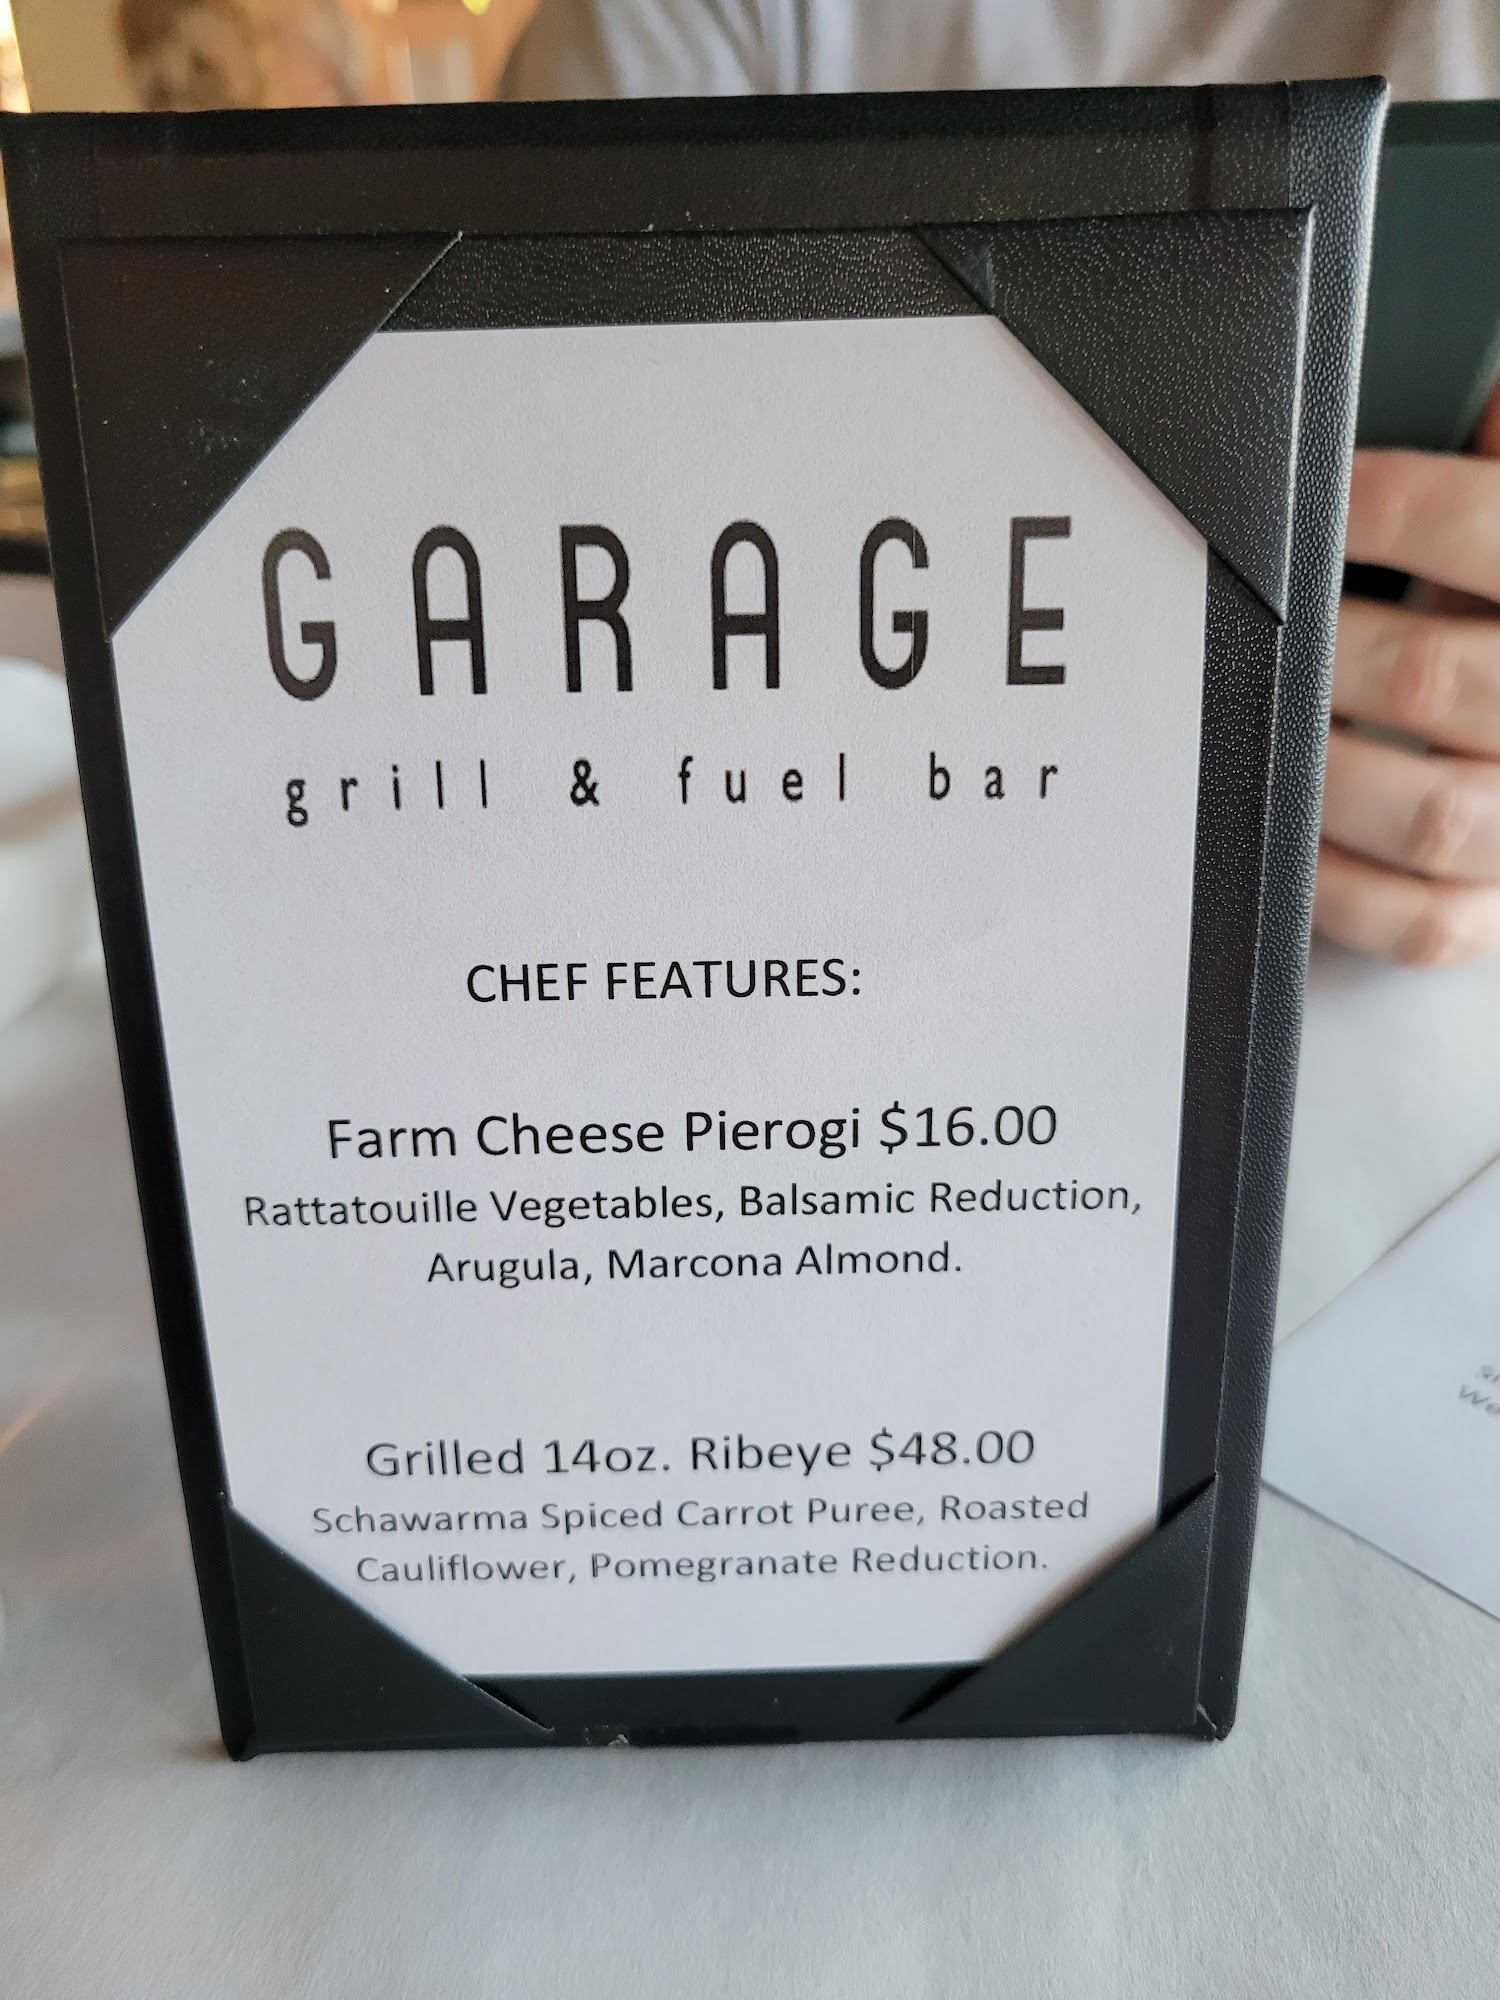 GARAGE
grill & fuel bar
CHEF FEATURES:
Farm Cheese Pierogi $16.00
Rattatouille Vegetables, Balsamic Reduction,
Arugula, Marcona Almond.
Grilled 14oz. Ribeye $48.00
Schawarma Spiced Carrot Puree, Roasted
Cauliflower, Pomegranate Reduction.